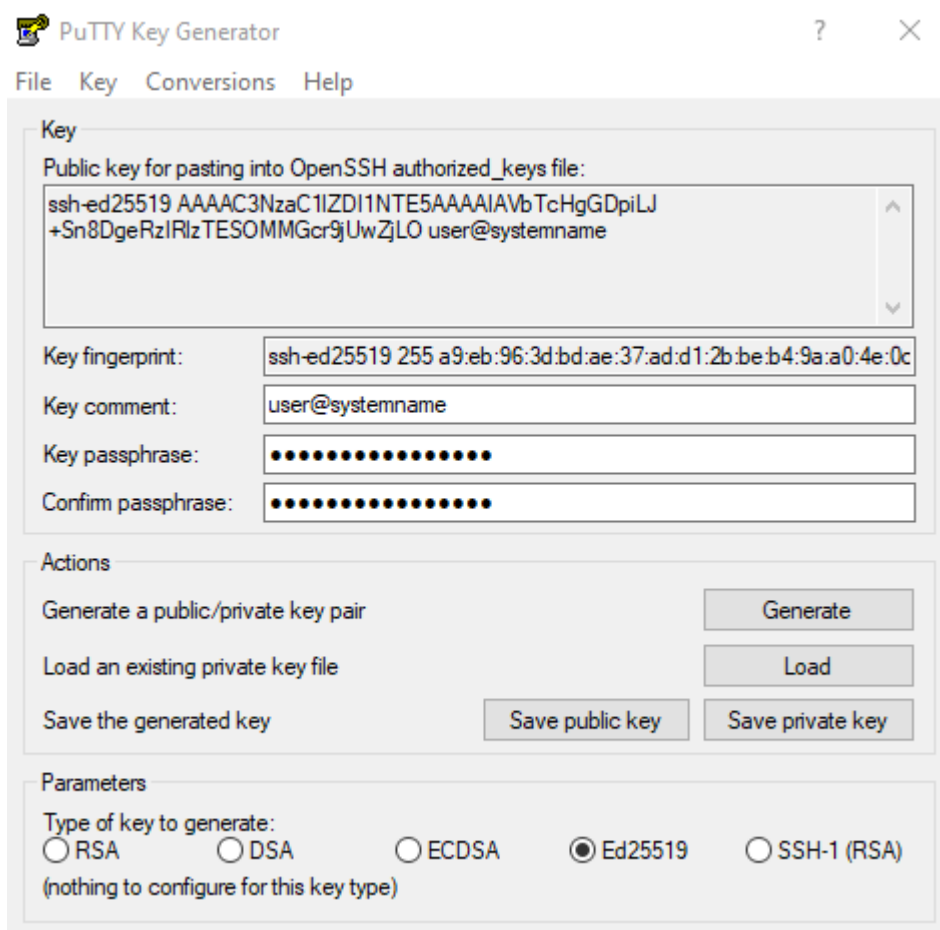 PuTTY Key Generator
File Key Conversions Help
Key
Public key for pasting into OpenSSH authorized_keys file:
ssh-ed25519 AAAAC3NzaC1lZDI1NTE5AAAAIAVbTcHgGDpiLJ
+Sn8DgeRzIRlzTESOMMGcr9jUwZjLO user@systemname
Key fingerprint: ssh-ed25519 255 a9:eb:96:3d:bd:ae:37:ad:d1:2b:be:b4:9a:a0:4e:0c
Key comment: user@systemname
Key passphrase: ●●●●●●●●●●●●●●●●
Confirm passphrase: ●●●●●●●●●●●●●●●●
Actions
Generate a public/private key pair Generate
Load an existing private key file Load
Save the generated key Save public key Save private key
Parameters
Type of key to generate:
RSA DSA ECDSA Ed25519 SSH-1 (RSA)
(nothing to configure for this key type)